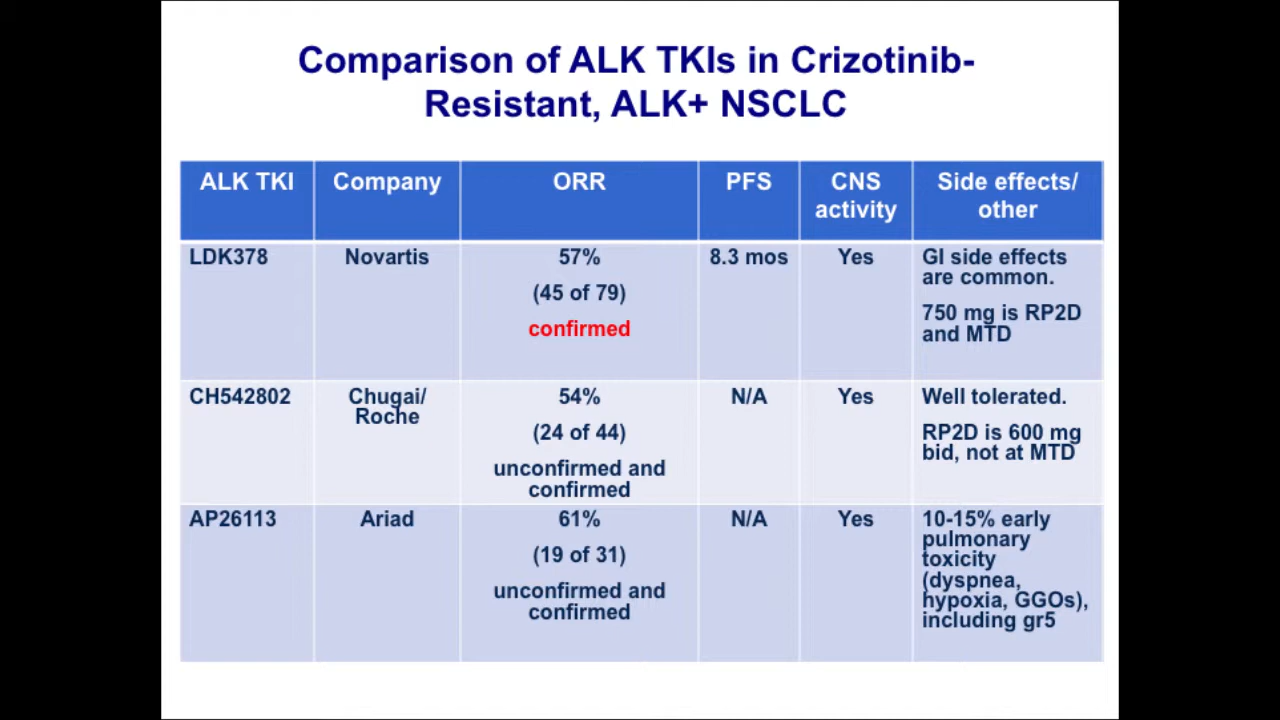 Comparison of ALK TKIs in Crizotinib-
Resistant, ALK+ NSCLC
ALK TKI
Company
ORR
PFS
CNS
activity
Side effects/
other
LDK378
Novartis
57%
(45 of 79)
confirmed
8.3 mos
Yes
GI side effects
are common.
750 mg is RP2D
and MTD
CH542802
Chugai/
Roche
54%
(24 of 44)
unconfirmed and
confirmed
N/A
Yes
Well tolerated.
RP2D is 600 mg
bid, not at MTD
AP26113
Ariad
61%
(19 of 31)
unconfirmed and
confirmed
N/A
Yes
10-15% early
pulmonary
toxicity
(dyspnea,
hypoxia, GGOs),
including gr5